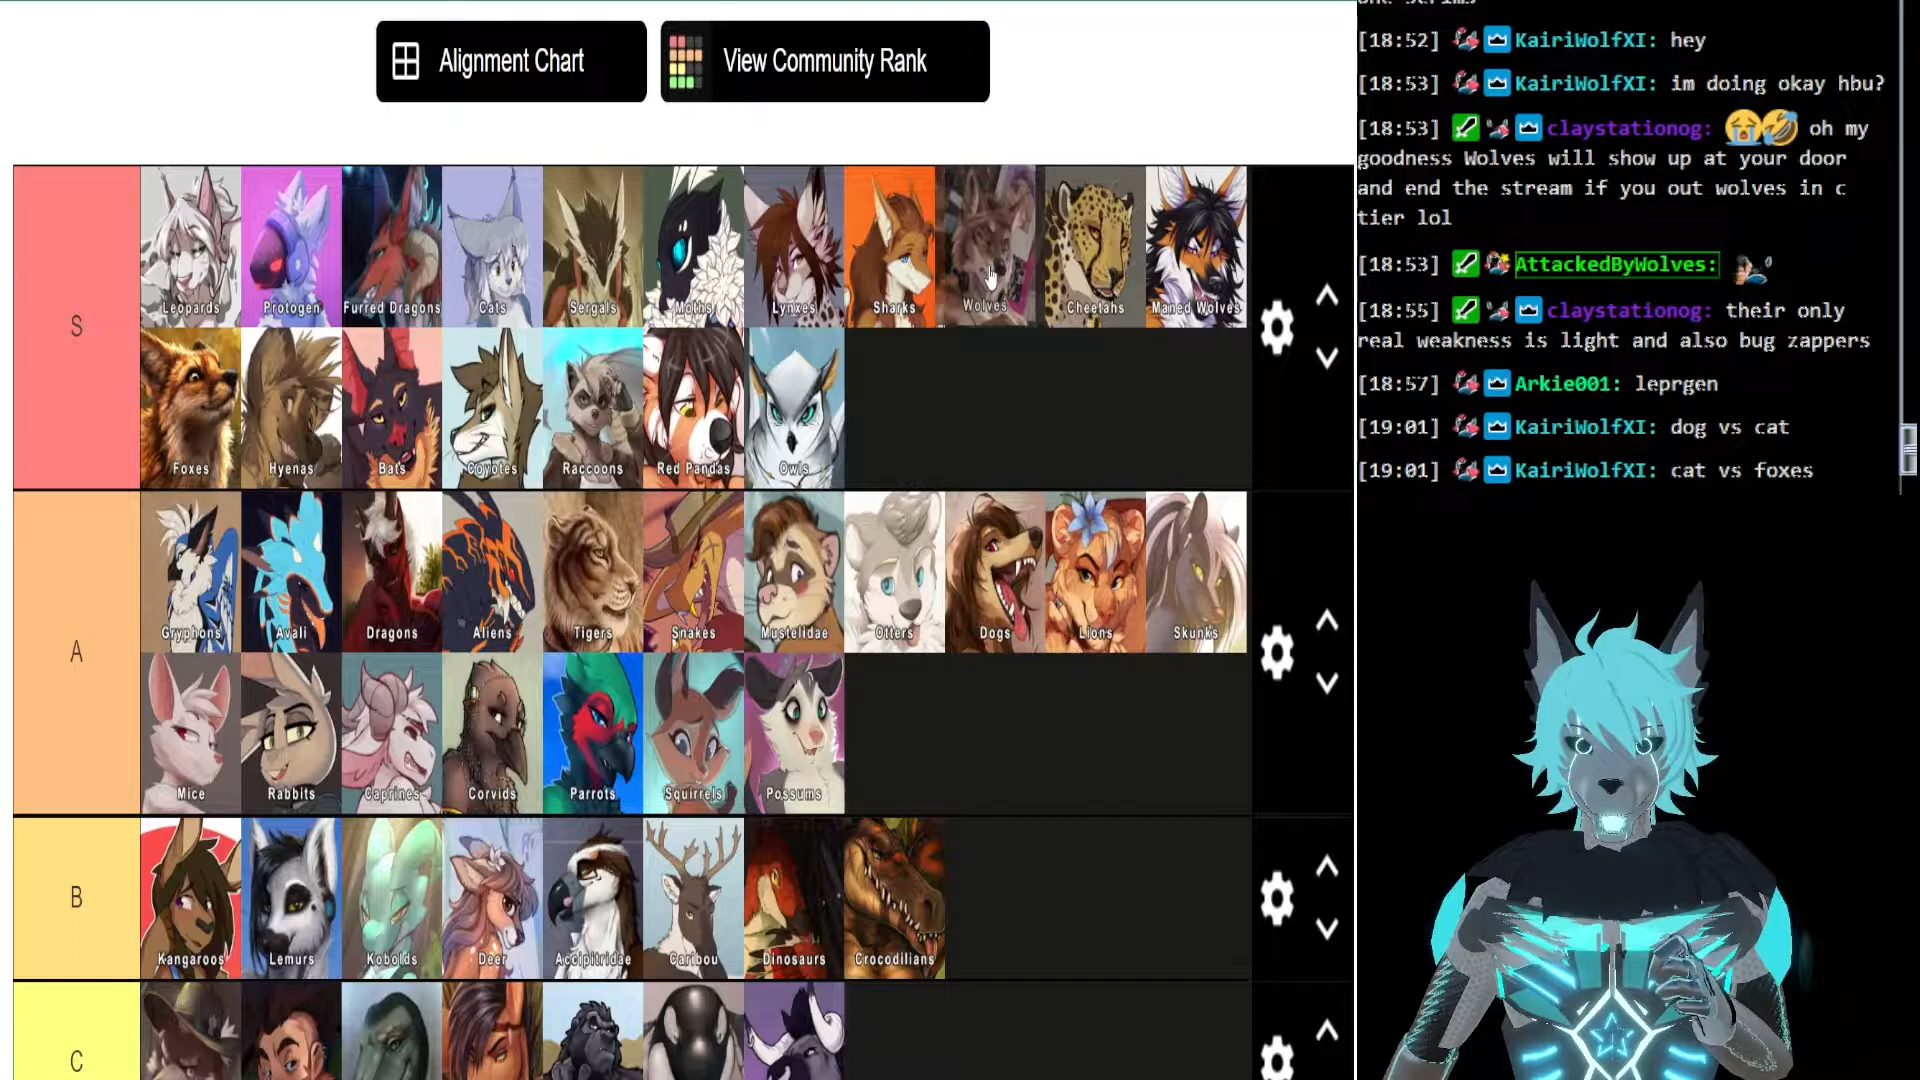 Alignment Chart
View Community Rank
S
Leopards
Protogen
Furred Dragons
Cats
Sergals
Moths
Lynxes
Sharks
Wolves
Cheetahs
Maned Wolves
Foxes
Hyenas
Bats
Coyotes
Raccoons
Red Pandas
Owls
A
Gryphons
Avali
Dragons
Aliens
Tigers
Snakes
Mustelidae
Otters
Dogs
Lions
Skunks
Mice
Rabbits
Caprines
Corvids
Parrots
Squirrels
Possums
B
Kangaroos
Lemurs
Kobolds
Deer
Accipitridae
Caribou
Dinosaurs
Crocodilians
C
[18:52] KairiWolfXI: hey
[18:53] KairiWolfXI: im doing okay hbu?
[18:53] claystationog: oh my
goodness Wolves will show up at your door
and end the stream if you out wolves in c
tier lol
[18:53] AttackedByWolves:
[18:55] claystationog: their only
real weakness is light and also bug zappers
[18:57] Arkie001: leprgen
[19:01] KairiWolfXI: dog vs cat
[19:01] KairiWolfXI: cat vs foxes